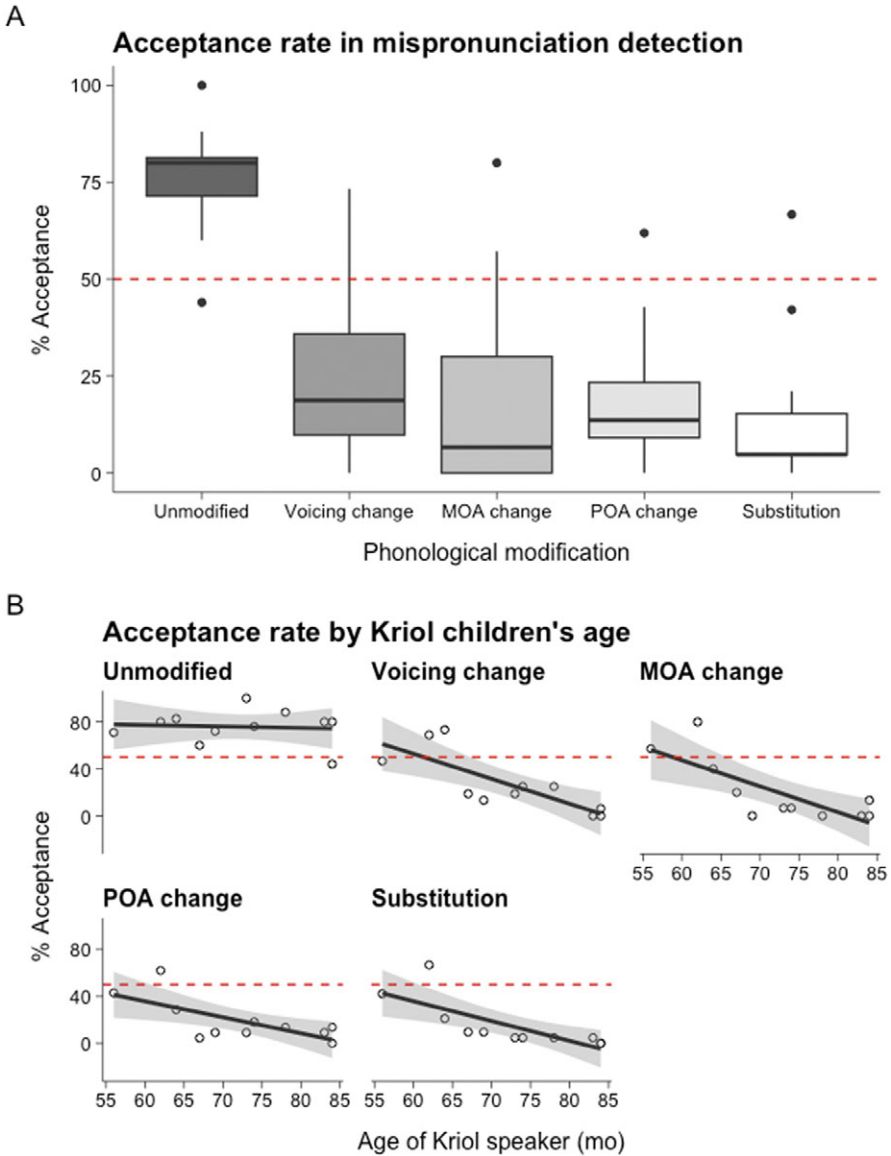 A
Acceptance rate in mispronunciation detection
100
75
50
25
0
% Acceptance
Unmodified Voicing change MOA change POA change Substitution
Phonological modification
B
Acceptance rate by Kriol children's age
Unmodified Voicing change MOA change
80
40
0
55 60 65 70 75 80 85
POA change Substitution
% Acceptance
80
40
0
55 60 65 70 75 80 85 55 60 65 70 75 80 85
Age of Kriol speaker (mo)